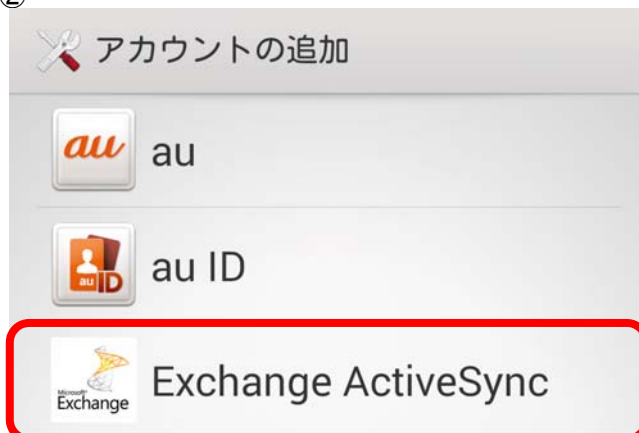 ②
アカウントの追加
au
au
au
ID
au ID
Microsoft
Exchange
Exchange ActiveSync